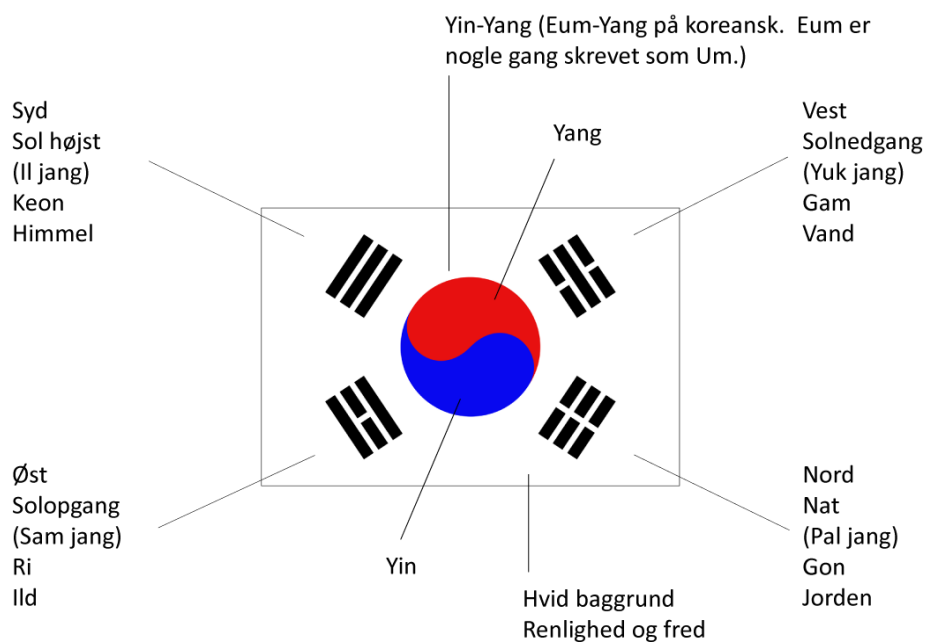 Yin-Yang (Eum-Yang på koreansk.  Eum er
nogle gang skrevet som Um.)
Syd
Sol højst
(Il jang)
Keon
Himmel
Yang
Vest
Solnedgang
(Yuk jang)
Gam
Vand
Øst
Solopgang
(Sam jang)
Ri
Ild
Yin
Hvid baggrund
Renlighed og fred
Nord
Nat
(Pal jang)
Gon
Jorden